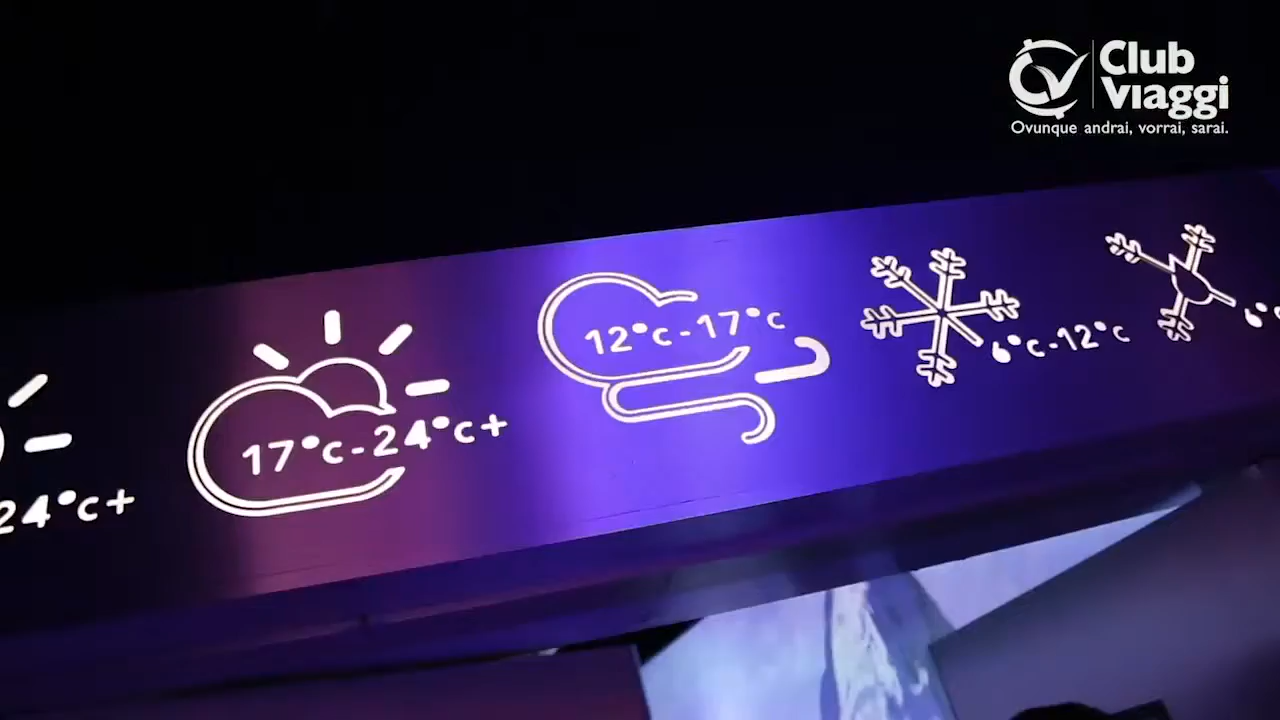 Club
Viaggi
Ovunque andrai, vorrai, sarai.
24°c+
17°c-24°c+
12°c-17°c
6°c-12°c